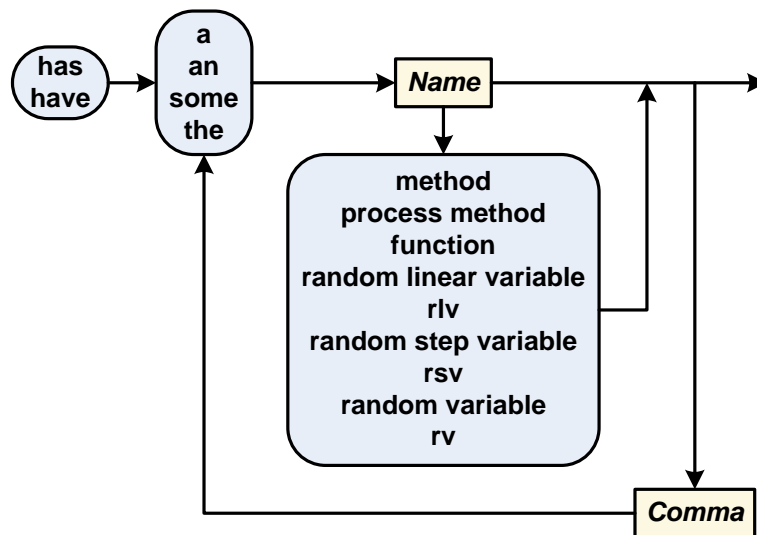 has
have
a
an
some
the
Name
method
process method
function
random linear variable
rlv
random step variable
rsv
random variable
rv
Comma